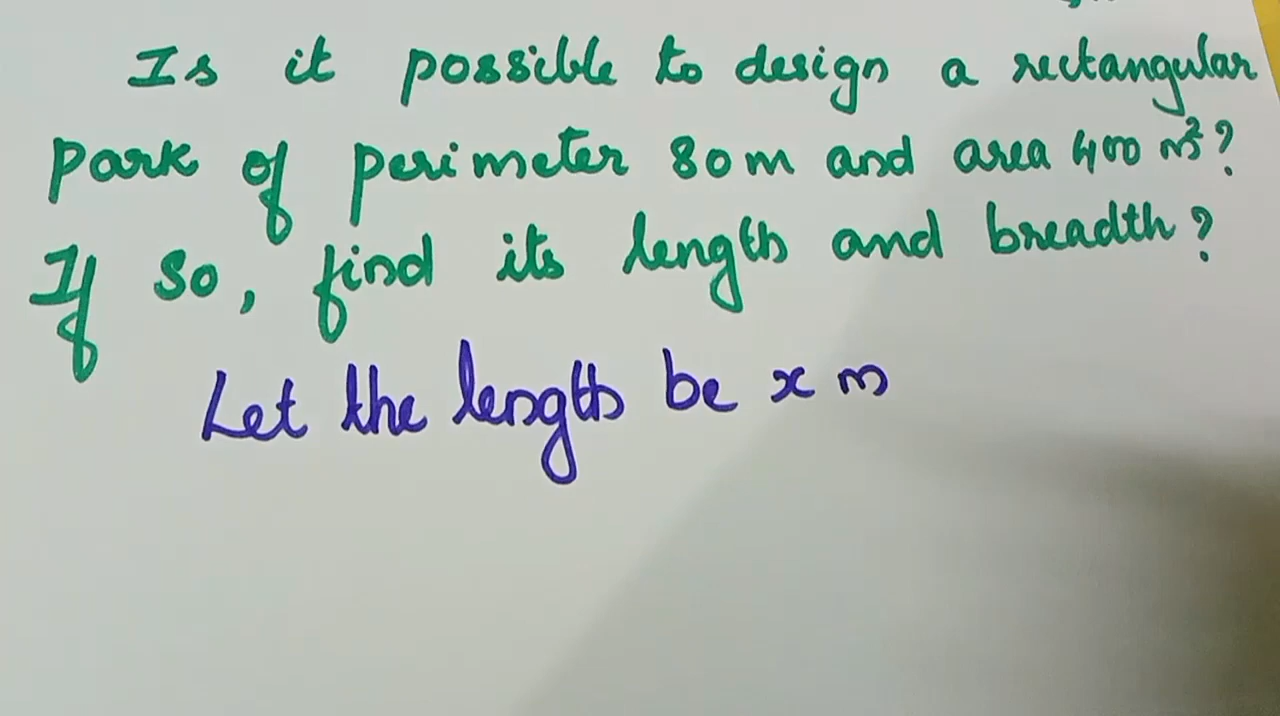 Is it possible to design a rectangular
park of perimeter 80m and area 400 m²?
If so, find its length and breadth?
Let the length be x m